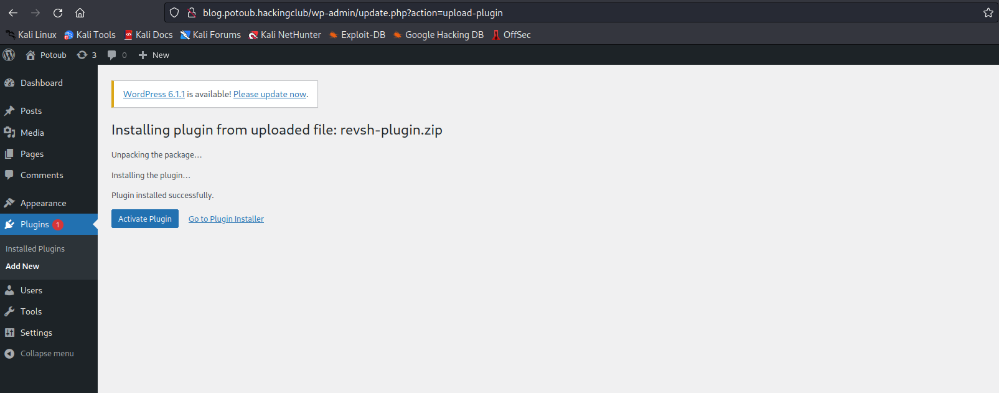 blog.potoub.hackingclub/wp-admin/update.php?action=upload-plugin
Kali Linux Kali Tools Kali Docs Kali Forums Kali NetHunter Exploit-DB Google Hacking DB OffSec
Potoub 3 0 New
Dashboard
Posts
Media
Pages
Comments
Appearance
Plugins 1
Installed Plugins
Add New
Users
Tools
Settings
Collapse menu
WordPress 6.1.1 is available! Please update now.
Installing plugin from uploaded file: revsh-plugin.zip
Unpacking the package…
Installing the plugin…
Plugin installed successfully.
Activate Plugin Go to Plugin Installer